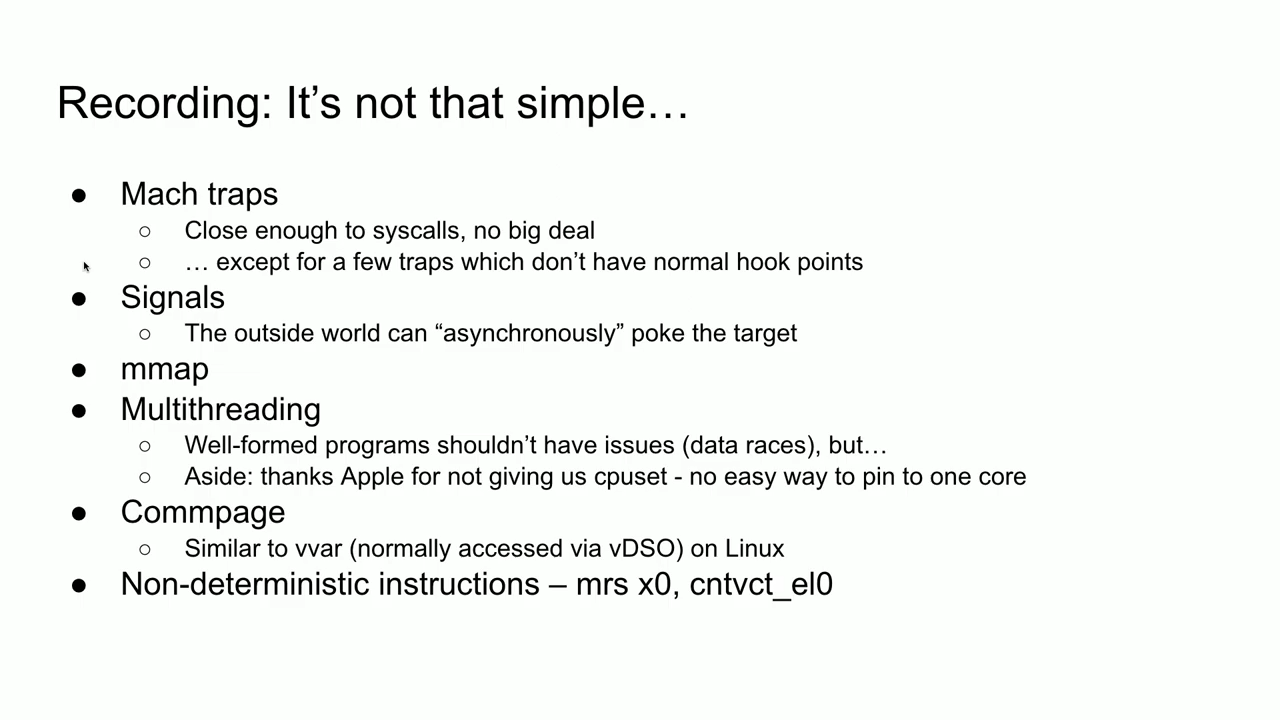 Recording: It’s not that simple…
● Mach traps
○ Close enough to syscalls, no big deal
○ … except for a few traps which don’t have normal hook points
● Signals
○ The outside world can “asynchronously” poke the target
● mmap
● Multithreading
○ Well-formed programs shouldn’t have issues (data races), but…
○ Aside: thanks Apple for not giving us cpuset - no easy way to pin to one core
● Commpage
○ Similar to vvar (normally accessed via vDSO) on Linux
● Non-deterministic instructions – mrs x0, cntvct_el0